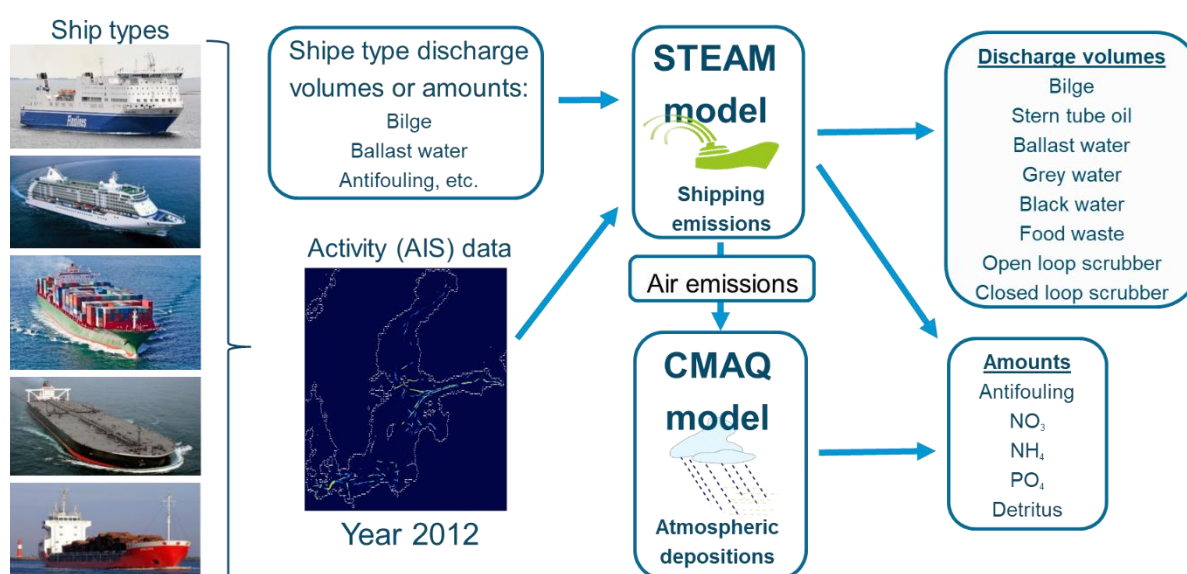 Ship types
Finnlines
Shipe type discharge
volumes or amounts:
Bilge
Ballast water
Antifouling, etc.
Activity (AIS) data
Year 2012
STEAM
model
Shipping
emissions
Air emissions
CMAQ
model
Atmospheric
depositions
Discharge volumes
Bilge
Stern tube oil
Ballast water
Grey water
Black water
Food waste
Open loop scrubber
Closed loop scrubber
Amounts
Antifouling
NO₃
NH₄
PO₄
Detritus